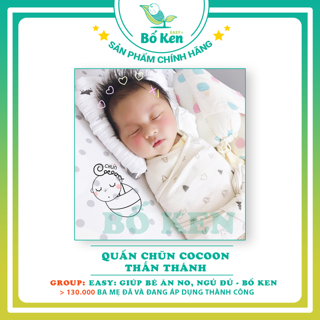 Bố Ken
SẢN PHẨM CHÍNH HÃNG
CHŨN
cocoon
BỐ KEN
QUẤN CHŨN COCOON
THẦN THÁNH
GROUP: EASY: GIÚP BÉ ĂN NO, NGỦ ĐỦ - BỐ KEN
> 130.000 BA MẸ ĐÃ VÀ ĐANG ÁP DỤNG THÀNH CÔNG